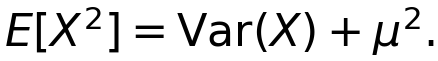 E[X² ] = Var(X) + μ².